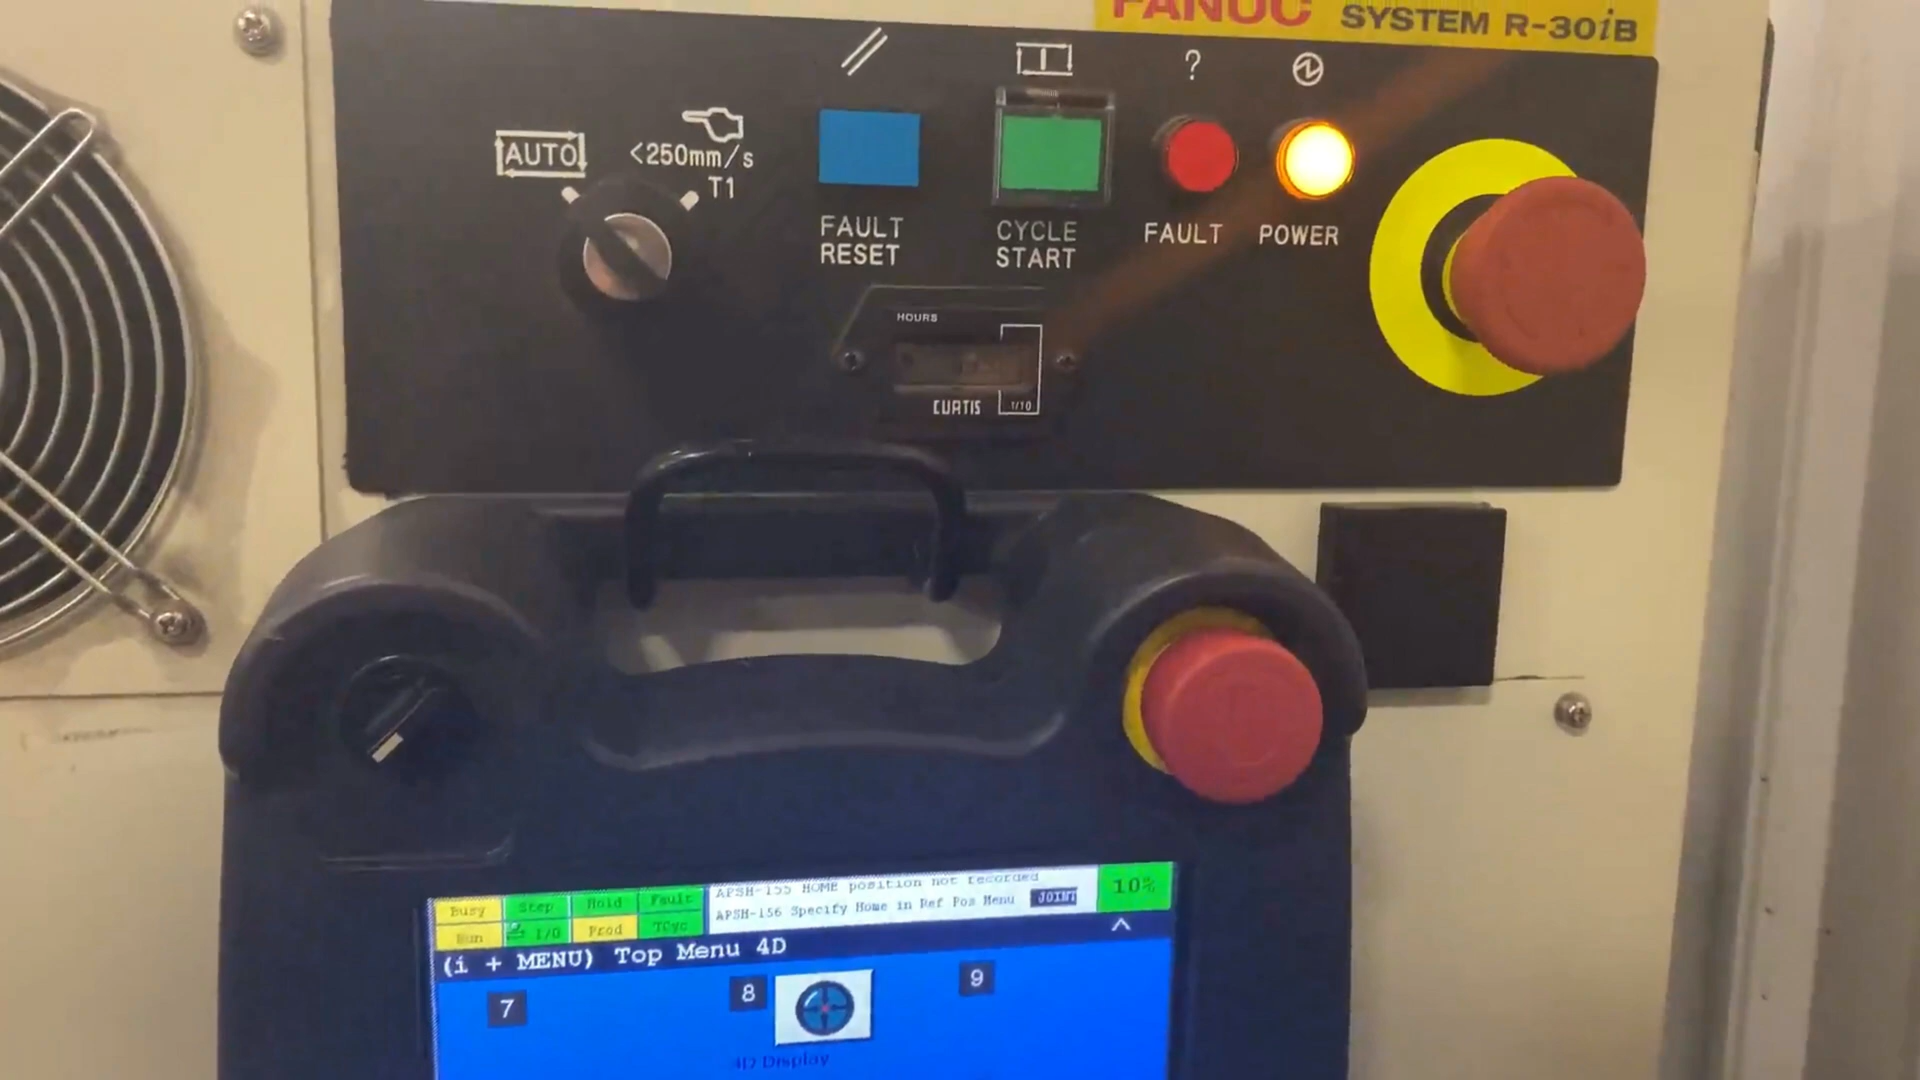 FANUC SYSTEM R-30iB
?
AUTO
<250mm/s
T1
FAULT
RESET
CYCLE
START
FAULT
POWER
HOURS
CURTIS
1/10
Busy Step Hold Fault
Run I/O Prod TCyc
APSH-155 HOME position not recorded
APSH-156 Specify Home in Ref Pos Menu
JOINT
10%
(i + MENU) Top Menu 4D
7
8
9
4D Display